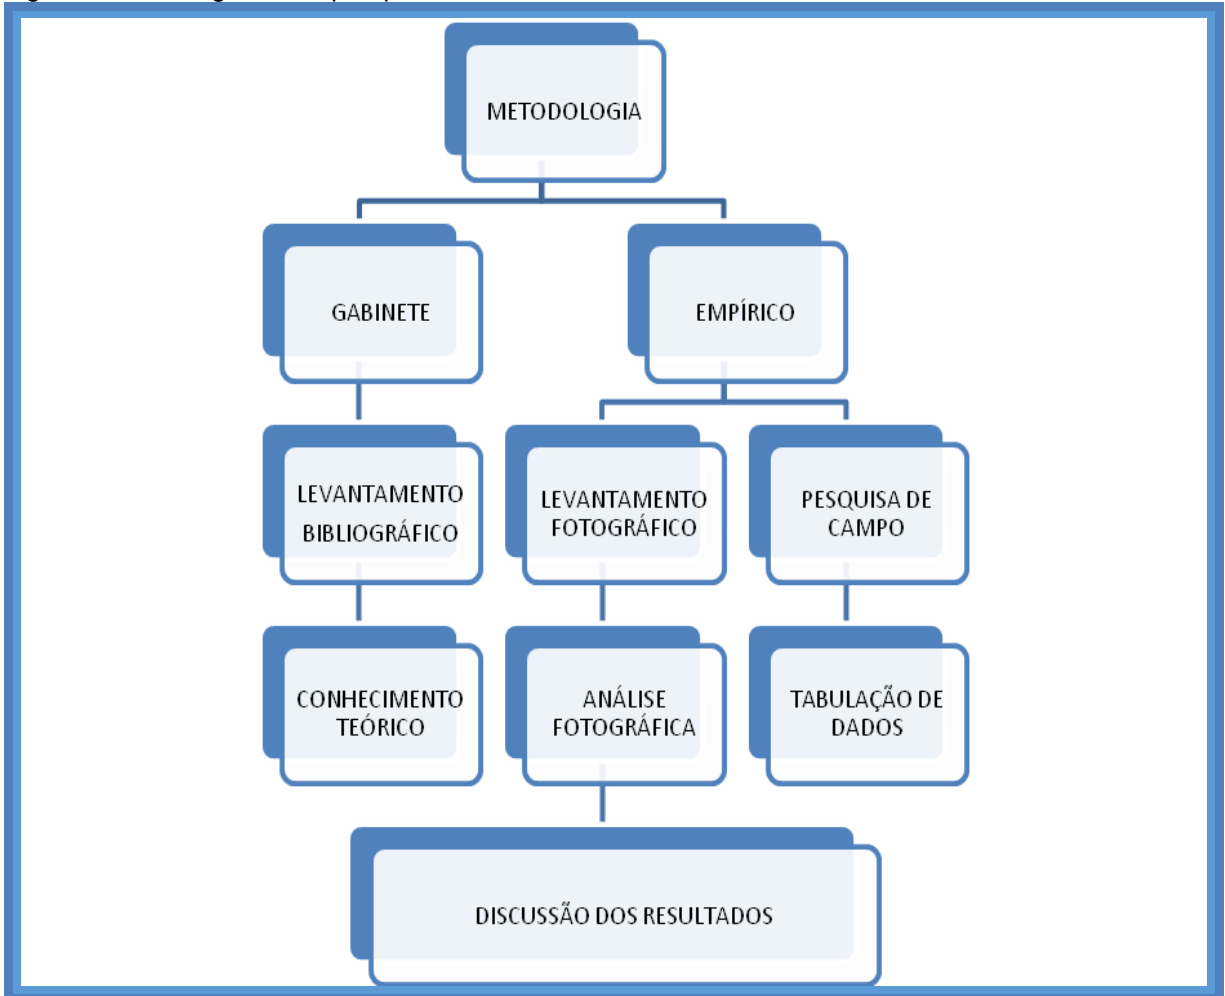 METODOLOGIA
GABINETE
EMPÍRICO
LEVANTAMENTO
BIBLIOGRÁFICO
LEVANTAMENTO
FOTOGRÁFICO
PESQUISA DE
CAMPO
CONHECIMENTO
TEÓRICO
ANÁLISE
FOTOGRÁFICA
TABULAÇÃO DE
DADOS
DISCUSSÃO DOS RESULTADOS